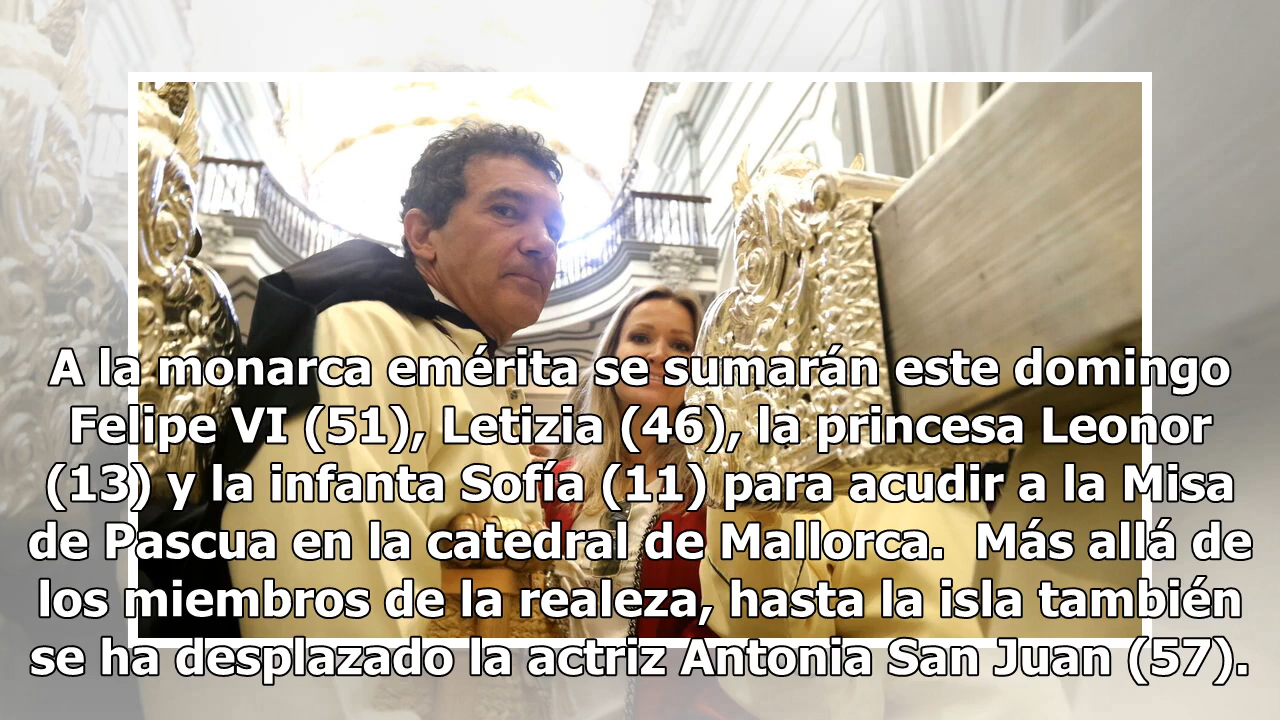 A la monarca emérita se sumarán este domingo
Felipe VI (51), Letizia (46), la princesa Leonor
(13) y la infanta Sofía (11) para acudir a la Misa
de Pascua en la catedral de Mallorca. Más allá de
los miembros de la realeza, hasta la isla también
se ha desplazado la actriz Antonia San Juan (57).